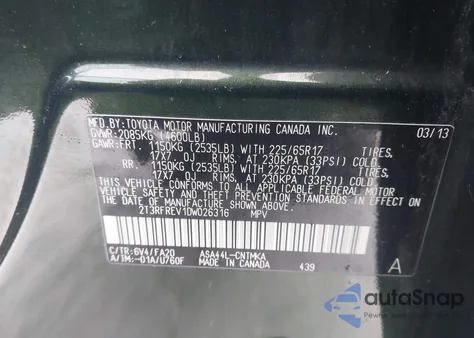 MFD.BY:TOYOTA MOTOR MANUFACTURING CANADA INC. 03/13
GVWR:2085KG (4600LB)
GAWR:FRT. 1150KG (2535LB) WITH 225/65R17 TIRES,
17X7 RIMS, AT 230KPA (33PSI) COLD.
RR. 1150KG (2535LB) WITH 225/65R17 TIRES,
17X7 RIMS, AT 230KPA (33PSI) COLD.
THIS VEHICLE CONFORMS TO ALL APPLICABLE FEDERAL MOTOR
VEHICLE SAFETY AND THEFT PREVENTION STANDARDS IN EFFECT
ON THE DATE OF MANUFACTURE SHOWN ABOVE.
2T3RFREV1DW026316 MPV
C/TR:6V4/FA20 ASA44L-CNTMKA
A/TM:-01A/U760F MADE IN CANADA 439 A
autoSnap